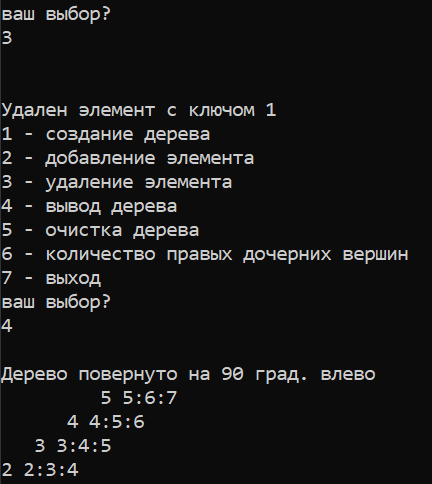 ваш выбор?
3
Удален элемент с ключом 1
1 - создание дерева
2 - добавление элемента
3 - удаление элемента
4 - вывод дерева
5 - очистка дерева
6 - количество правых дочерних вершин
7 - выход
ваш выбор?
4
Дерево повернуто на 90 град. влево
5 5:6:7
4 4:5:6
3 3:4:5
2 2:3:4